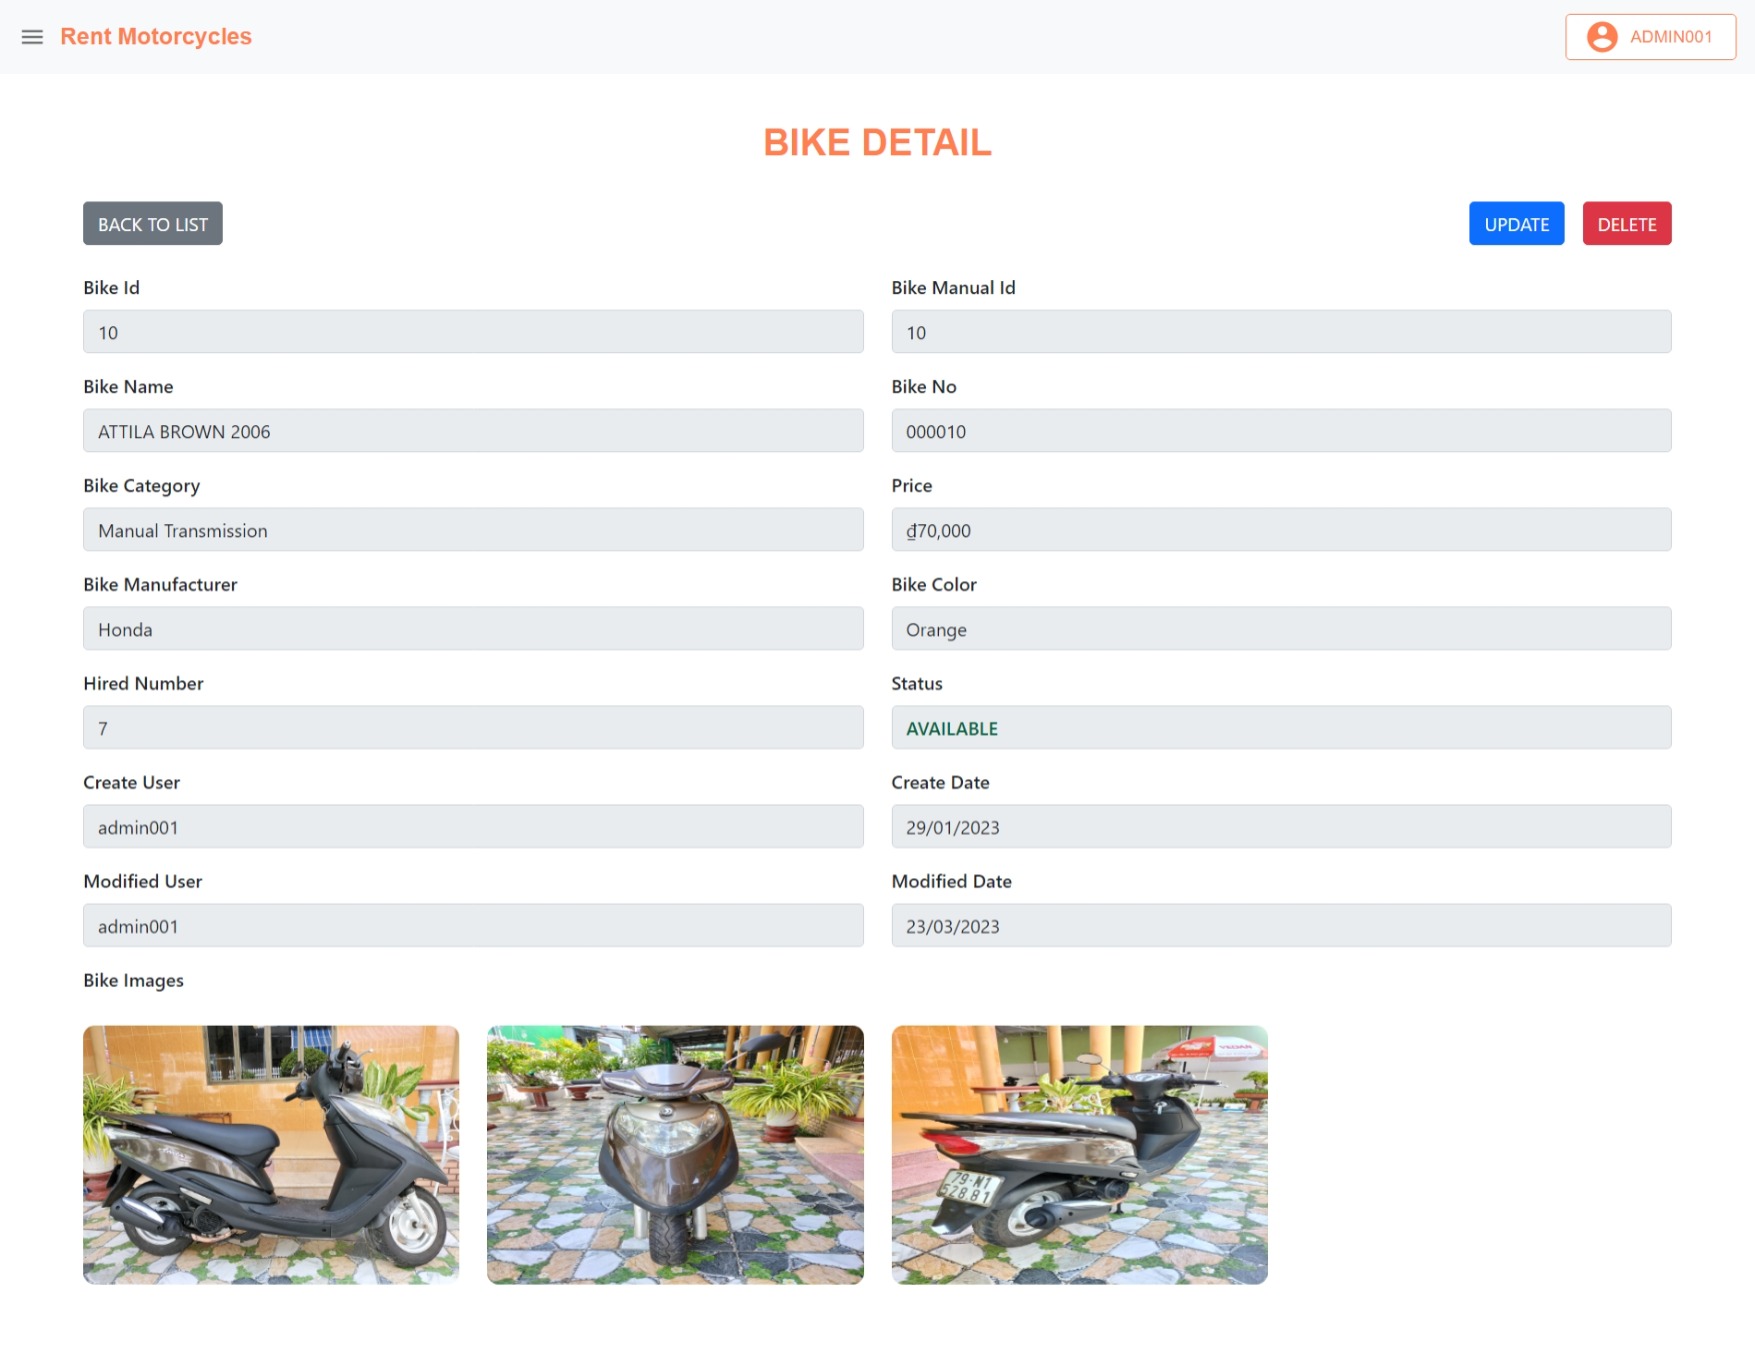 Rent Motorcycles
ADMIN001
BIKE DETAIL
BACK TO LIST
UPDATE
DELETE
Bike Id
Bike Manual Id
10
10
Bike Name
Bike No
ATTILA BROWN 2006
000010
Bike Category
Price
Manual Transmission
₫70,000
Bike Manufacturer
Bike Color
Honda
Orange
Hired Number
Status
7
AVAILABLE
Create User
Create Date
admin001
29/01/2023
Modified User
Modified Date
admin001
23/03/2023
Bike Images
79-N1
528.81